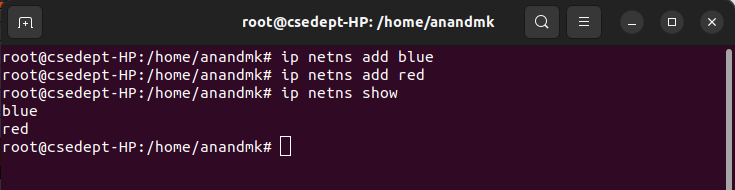 root@csedept-HP: /home/anandmk
root@csedept-HP:/home/anandmk# ip netns add blue
root@csedept-HP:/home/anandmk# ip netns add red
root@csedept-HP:/home/anandmk# ip netns show
blue
red
root@csedept-HP:/home/anandmk#